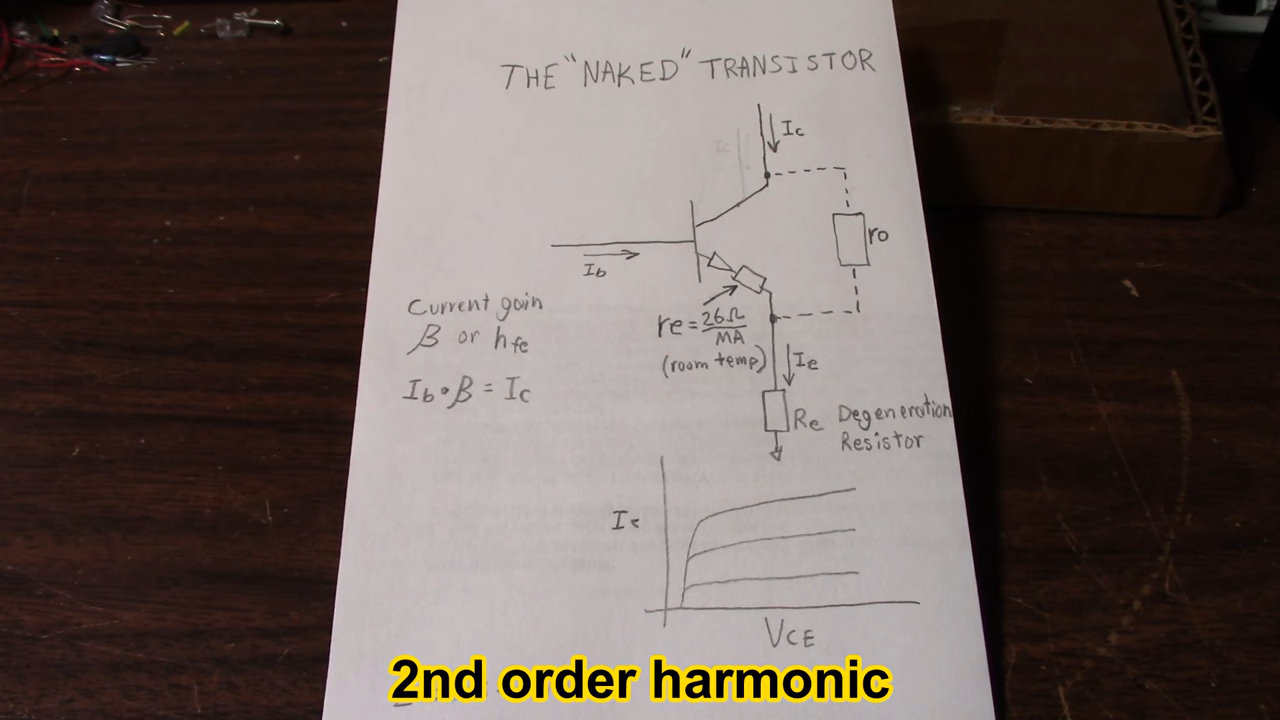 THE "NAKED" TRANSISTOR
Ic
ro
Ib
Current gain
β or hfe
Ib • β = Ic
re = 26Ω
MA
(room temp)
Ie
Re Degeneration
Resistor
Ic
VCE
2nd order harmonic